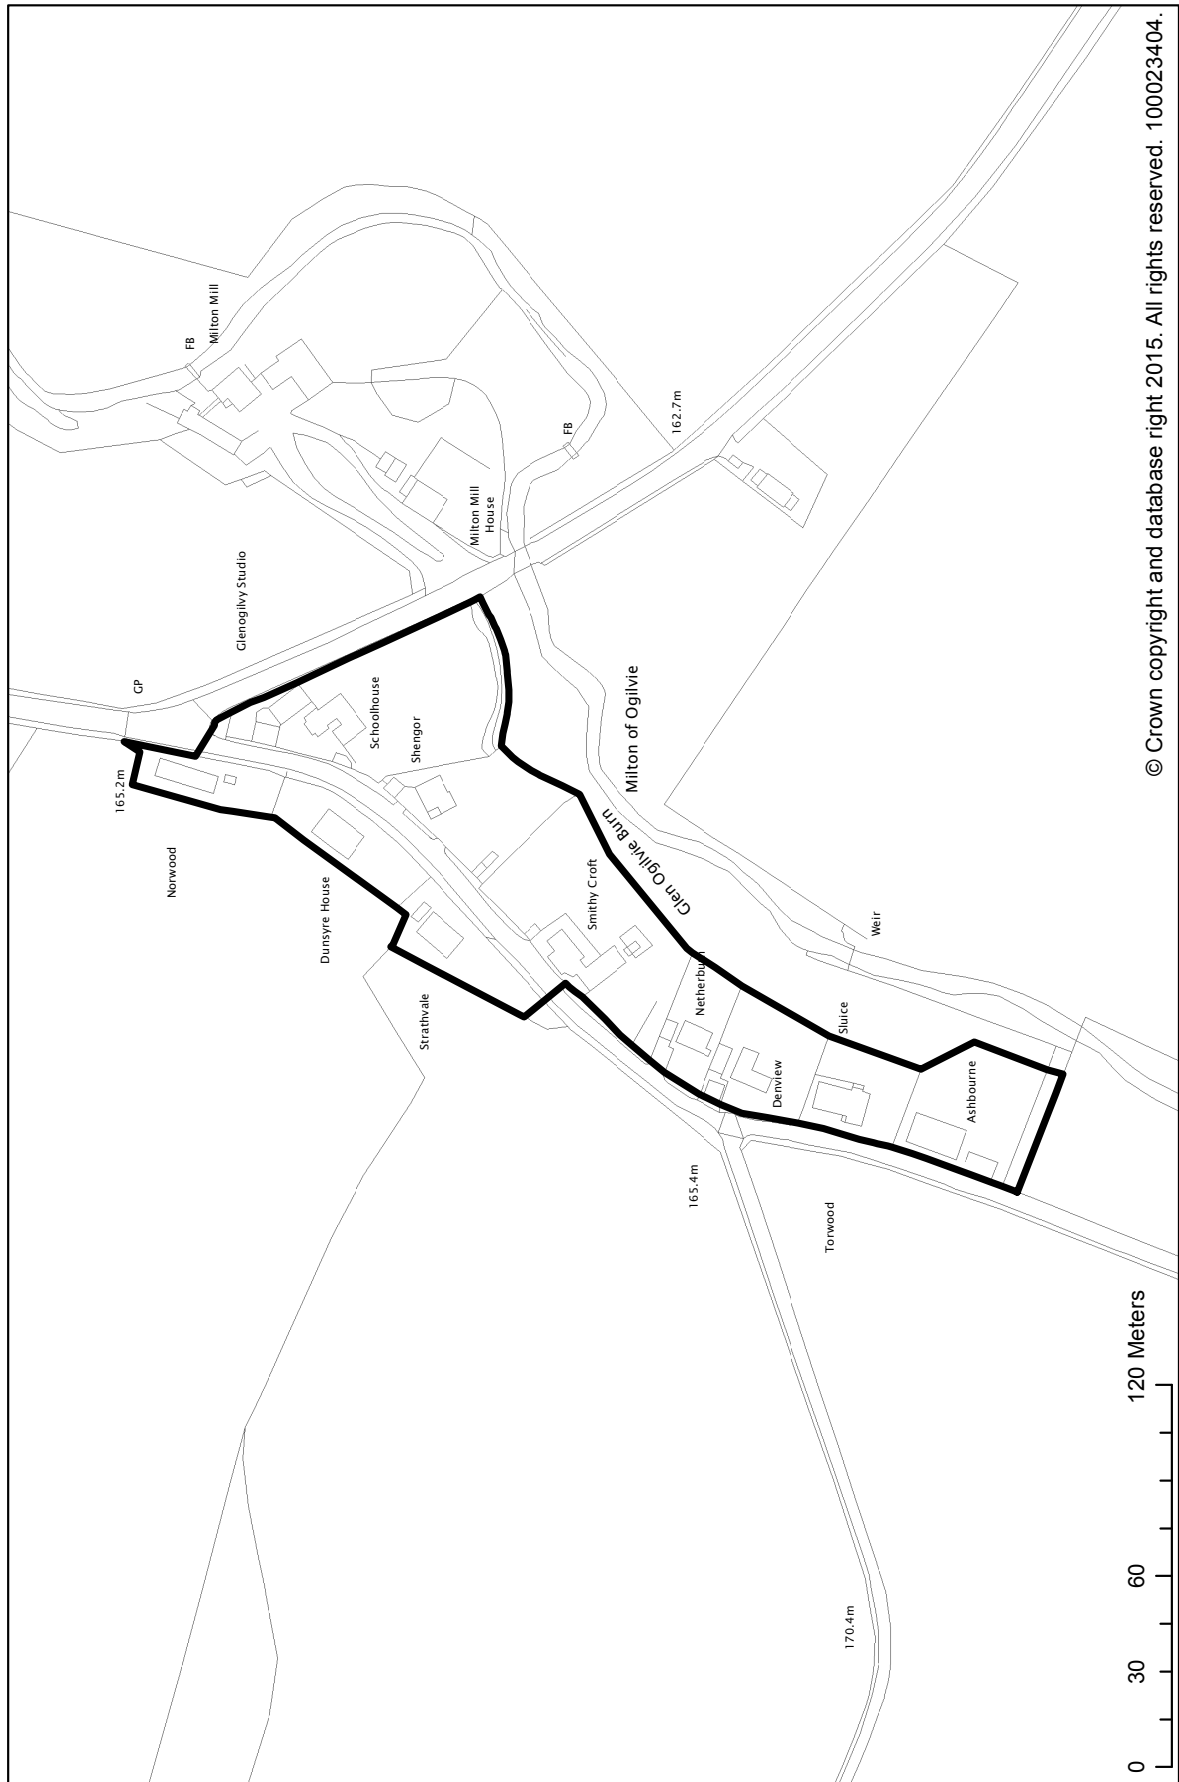 FB
Milton Mill
Glenogilvy Studio
GP
Milton Mill
House
FB
162.7m
Schoolhouse
Shengor
165.2m
Norwood
Dunsyre House
Strathvale
Smithy Croft
Milton of Ogilvie
Glen Ogilvie Burn
Netherburn
Weir
Sluice
Denview
Ashbourne
165.4m
Torwood
170.4m
0 30 60 120 Meters
© Crown copyright and database right 2015. All rights reserved. 100023404.